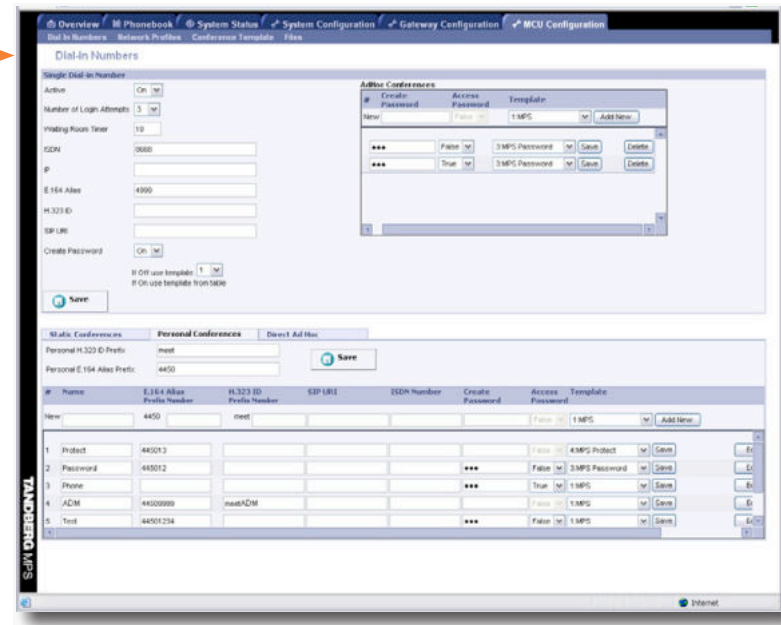 Overview Phonebook System Status System Configuration Gateway Configuration MCU Configuration
Dial In Numbers Network Profiles Conference Template Files
Dial-in Numbers
Single Dial-in Number
Active On
Number of Login Attempts 3
Waiting Room Timer 10
ISDN 8668
IP
E.164 Alias 4999
H.323 ID
SIP URI
Create Password On
If Off use template 1
If On use template from table
Save
AdHoc Conferences
# Create Password Access Password Template
New False 1:MPS Add New
••• False 3:MPS Password Save Delete
••• True 3:MPS Password Save Delete
Static Conferences Personal Conferences Direct Ad Hoc
Personal H.323 ID Prefix meet
Personal E.164 Alias Prefix 4450
Save
# Name E.164 Alias Prefix Number H.323 ID Prefix Number SIP URI ISDN Number Create Password Access Password Template
New 4450 meet False 1:MPS Add New
1 Protect 445013 False 4:MPS Protect Save
2 Password 445012 ••• False 3:MPS Password Save
3 Phone ••• True 1:MPS Save
4 ADM 44509999 meetADM False 1:MPS Save
5 Test 44501234 ••• False 1:MPS Save
TANDBERG MPS
Internet